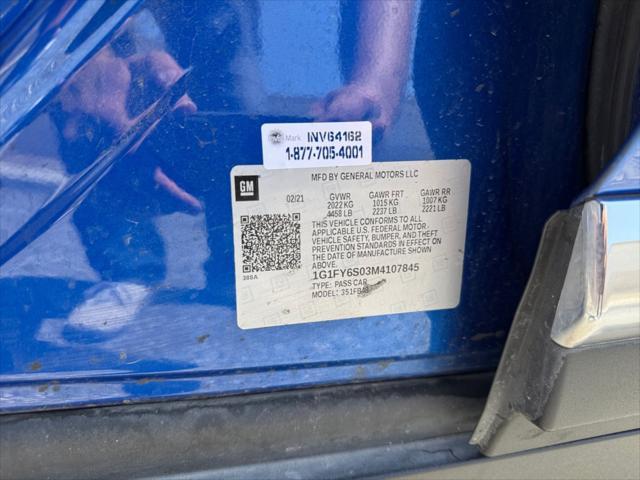 Mark INV64162
1-877-705-4001
GM
MFD BY GENERAL MOTORS LLC
02/21 GVWR GAWR FRT GAWR RR
2022 KG 1015 KG 1007 KG
4458 LB 2237 LB 2221 LB
THIS VEHICLE CONFORMS TO ALL
APPLICABLE U.S. FEDERAL MOTOR
VEHICLE SAFETY, BUMPER, AND THEFT
PREVENTION STANDARDS IN EFFECT ON
THE DATE OF MANUFACTURE SHOWN
ABOVE.
1G1FY6S03M4107845
TYPE: PASS CAR
MODEL: